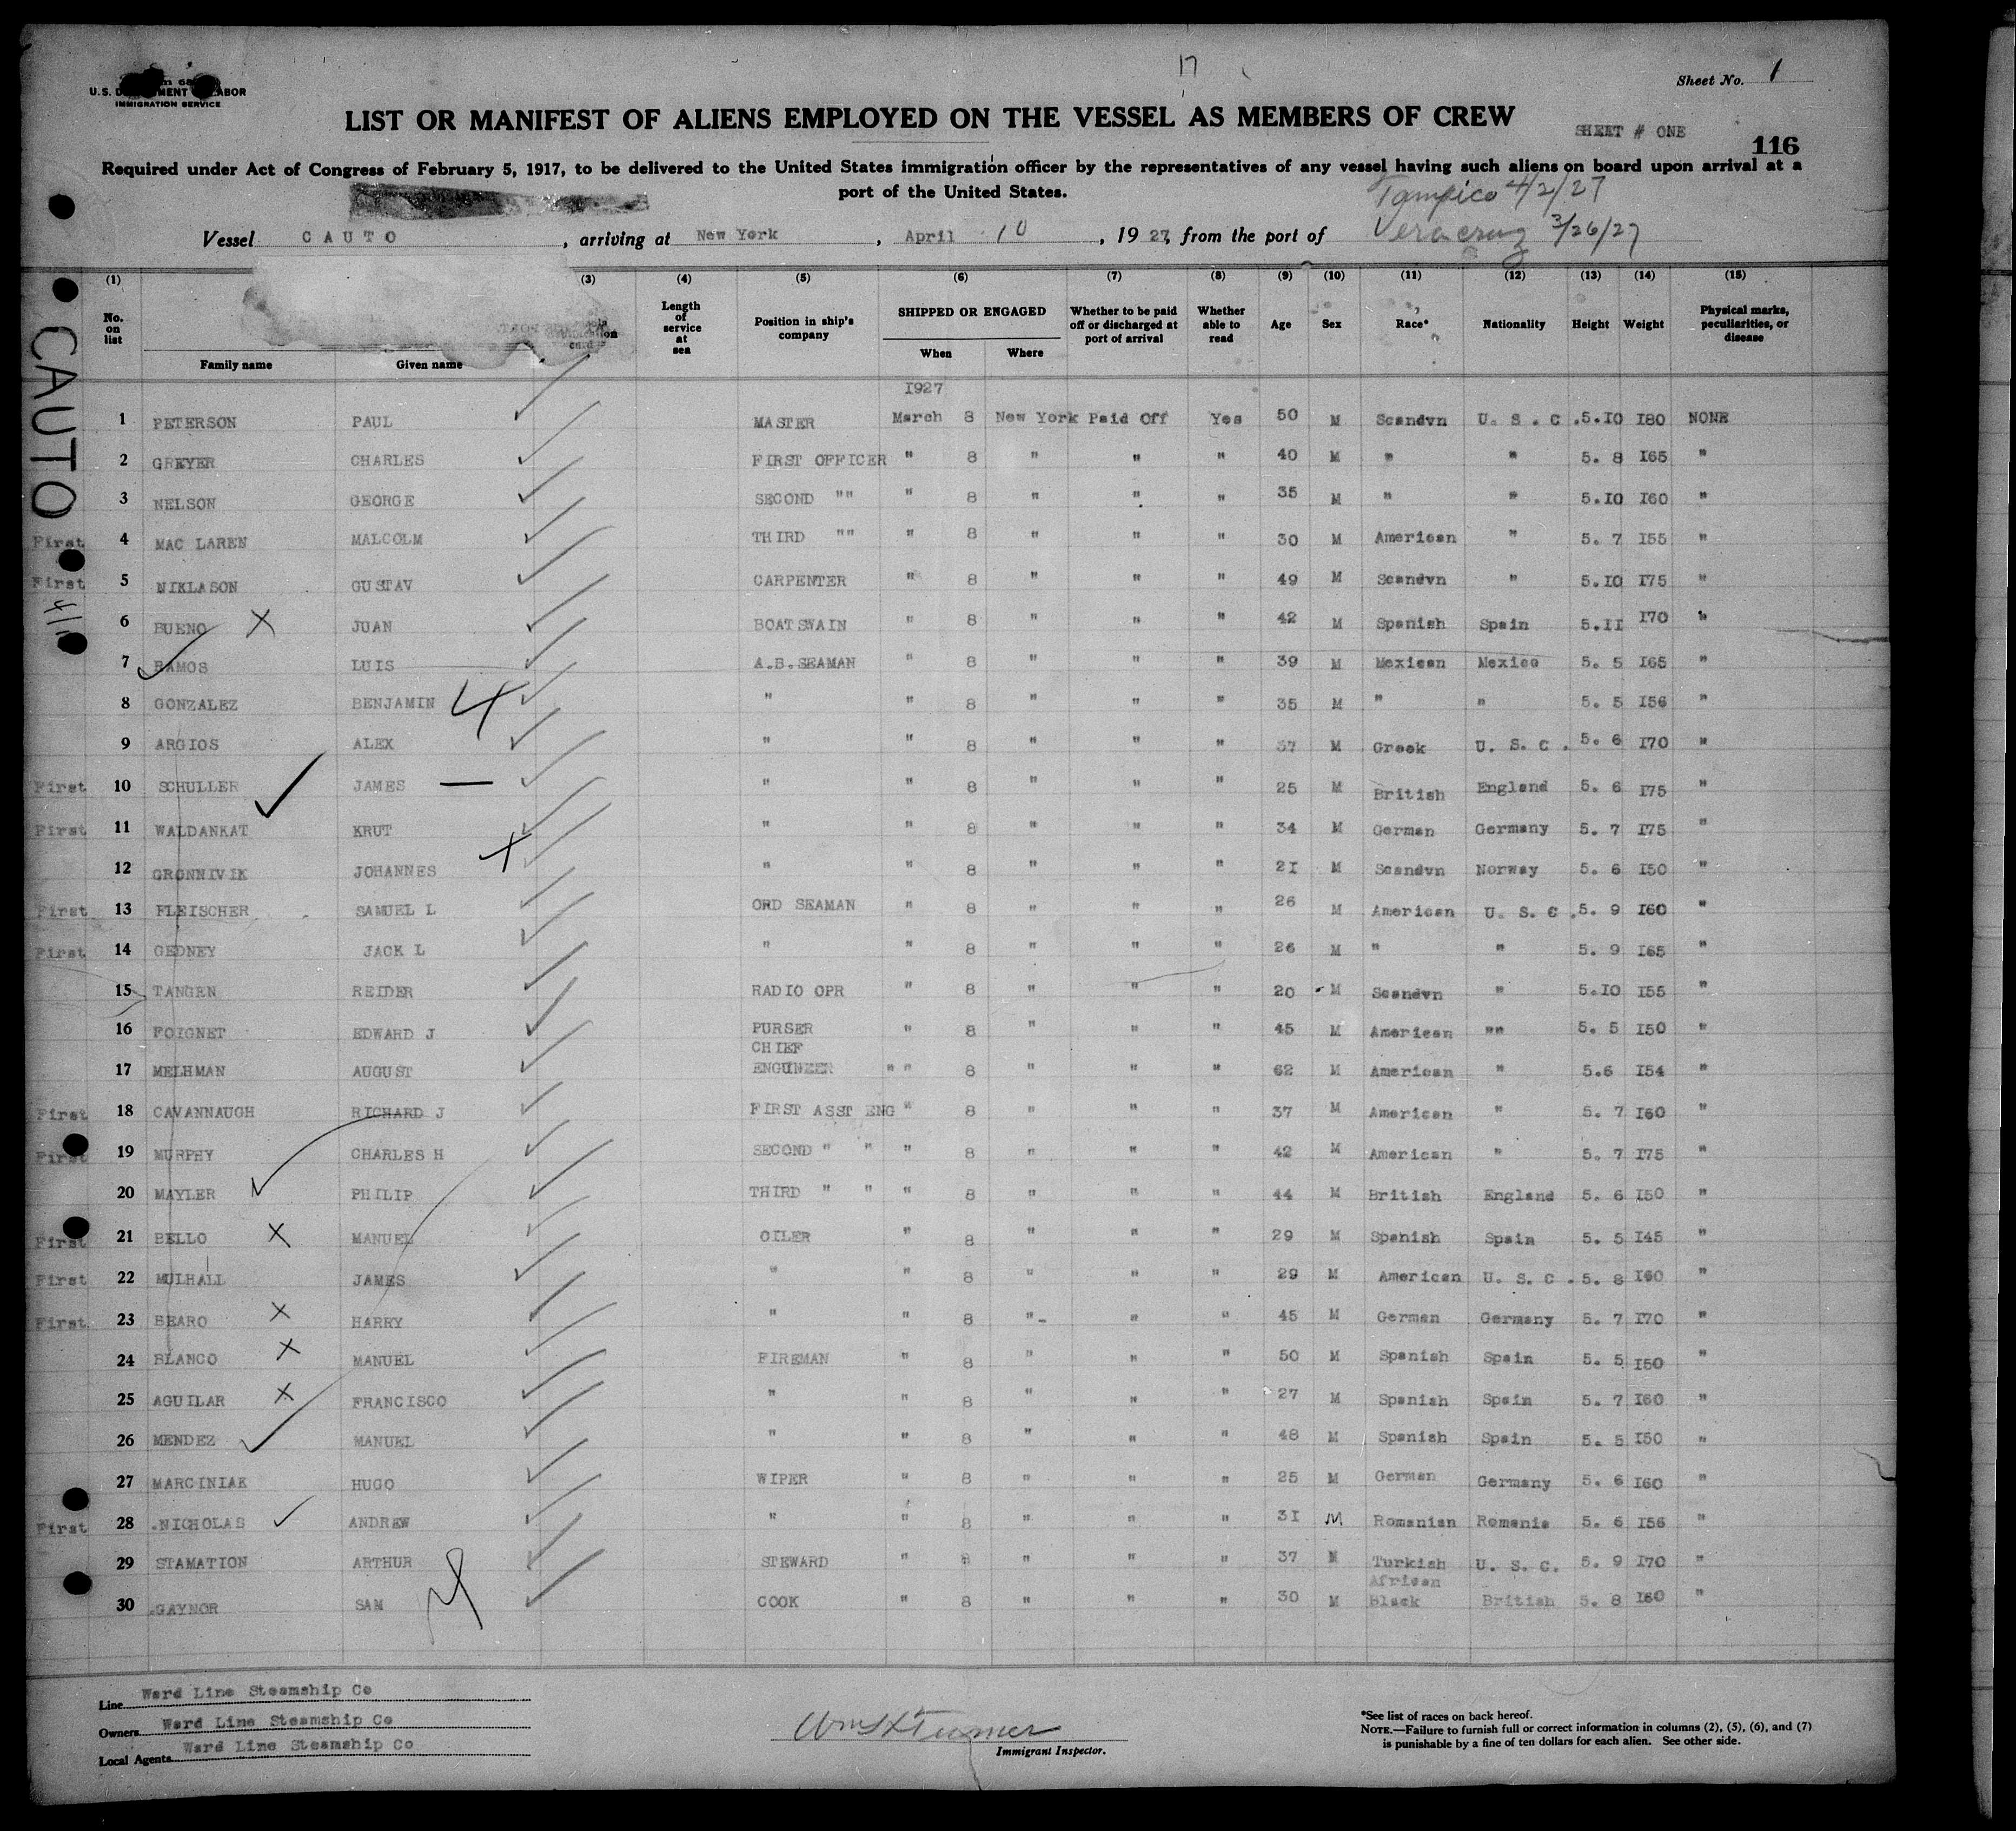 17
Sheet No. 1
U.S. LABOR
IMMIGRATION SERVICE
LIST OR MANIFEST OF ALIENS EMPLOYED ON THE VESSEL AS MEMBERS OF CREW
SHEET # ONE
116
Required under Act of Congress of February 5, 1917, to be delivered to the United States immigration officer by the representatives of any vessel having such aliens on board upon arrival at a
port of the United States.
Tampico 4/2/27
Vessel CAUTO, arriving at New York, April 10, 1927, from the port of Veracruz 3/26/27
CAUTO
(1) (3) (4) (5) (6) (7) (8) (9) (10) (11) (12) (13) (14) (15)
No. on list Family name Given name Length of service at sea Position in ship's company SHIPPED OR ENGAGED When Where Whether to be paid off or discharged at port of arrival Whether able to read Age Sex Race* Nationality Height Weight Physical marks, peculiarities, or disease
1927
1 PETERSON PAUL MASTER March 8 New York Paid Off Yes 50 M Scandvn U. S. C. 5.10 180 NONE
2 GREYER CHARLES FIRST OFFICER " 8 " " " 40 M " " 5. 8 165 "
3 NELSON GEORGE SECOND "" " 8 " " " 35 M " " 5.10 160 "
First 4 MAC LAREN MALCOLM THIRD "" " 8 " " " 30 M American " 5. 7 155 "
First 5 NIKLASON GUSTAV CARPENTER " 8 " " " 49 M Scandvn " 5.10 175 "
6 BUENO X JUAN BOATSWAIN " 8 " " " 42 M Spanish Spain 5.11 170 "
7 RAMOS LUIS A.B.SEAMAN " 8 " " " 39 M Mexican Mexico 5. 5 165 "
8 GONZALEZ BENJAMIN 4 " " 8 " " " 35 M " " 5. 5 156 "
9 ARGIOS ALEX " " 8 " " " 37 M Greek U. S. C. 5. 6 170 "
First 10 SCHULLER JAMES — " " 8 " " " 25 M British England 5. 6 175 "
First 11 WALDANKAT KRUT " " 8 " " " 34 M German Germany 5. 7 175 "
12 GRONNIVIK JOHANNES X " " 8 " " " 21 M Scandvn Norway 5. 6 150 "
First 13 FLEISCHER SAMUEL L ORD SEAMAN " 8 " " " 26 M American U. S. C. 5. 9 160 "
First 14 GEDNEY JACK L " " 8 " " " 26 M " " 5. 9 165 "
15 TANGEN REIDER RADIO OPR " 8 " " " 20 M Scandvn " 5.10 155 "
16 FOIGNET EDWARD J PURSER " 8 " " " 45 M American "" 5. 5 150 "
17 MELHMAN AUGUST CHIEF ENGUNEER " " 8 " " " 62 M American " 5.6 154 "
First 18 CAVANNAUGH RICHARD J FIRST ASST ENG " 8 " " " 37 M American " 5. 7 160 "
First 19 MURPHY CHARLES H SECOND " " " 8 " " " 42 M American " 5. 7 175 "
20 MAYLER PHILIP THIRD " " " 8 " " " 44 M British England 5. 6 150 "
First 21 BELLO X MANUEL OILER " 8 " " " 29 M Spanish Spain 5. 5 145 "
First 22 MULHALL JAMES " " 8 " " " 29 M American U. S. C. 5. 8 160 "
First 23 BEARO X HARRY " " 8 "- " " 45 M German Germany 5. 7 170 "
24 BLANCO X MANUEL FIREMAN " 8 " " " 50 M Spanish Spain 5. 5 150 "
25 AGUILAR X FRANCISCO " " 8 " " " 27 M Spanish Spain 5. 7 160 "
26 MENDEZ MANUEL " " 8 " " " 48 M Spanish Spain 5. 5 150 "
27 MARCINIAK HUGO WIPER " 8 " " " 25 M German Germany 5. 6 160 "
First 28 .NICHOLAS ANDREW " " 8 " " " 31 M Romanian Romania 5. 6 156 "
29 STAMATION ARTHUR STEWARD " 8 " " " 37 M Turkish U. S. C. 5. 9 170 "
30 GAYNOR SAM COOK " 8 " " " 30 M African Black British 5. 8 160 "
Line Ward Line Steamship Co
Owners Ward Line Steamship Co
Local Agents Ward Line Steamship Co
Immigrant Inspector.
*See list of races on back hereof.
NOTE.—Failure to furnish full or correct information in columns (2), (5), (6), and (7)
is punishable by a fine of ten dollars for each alien. See other side.